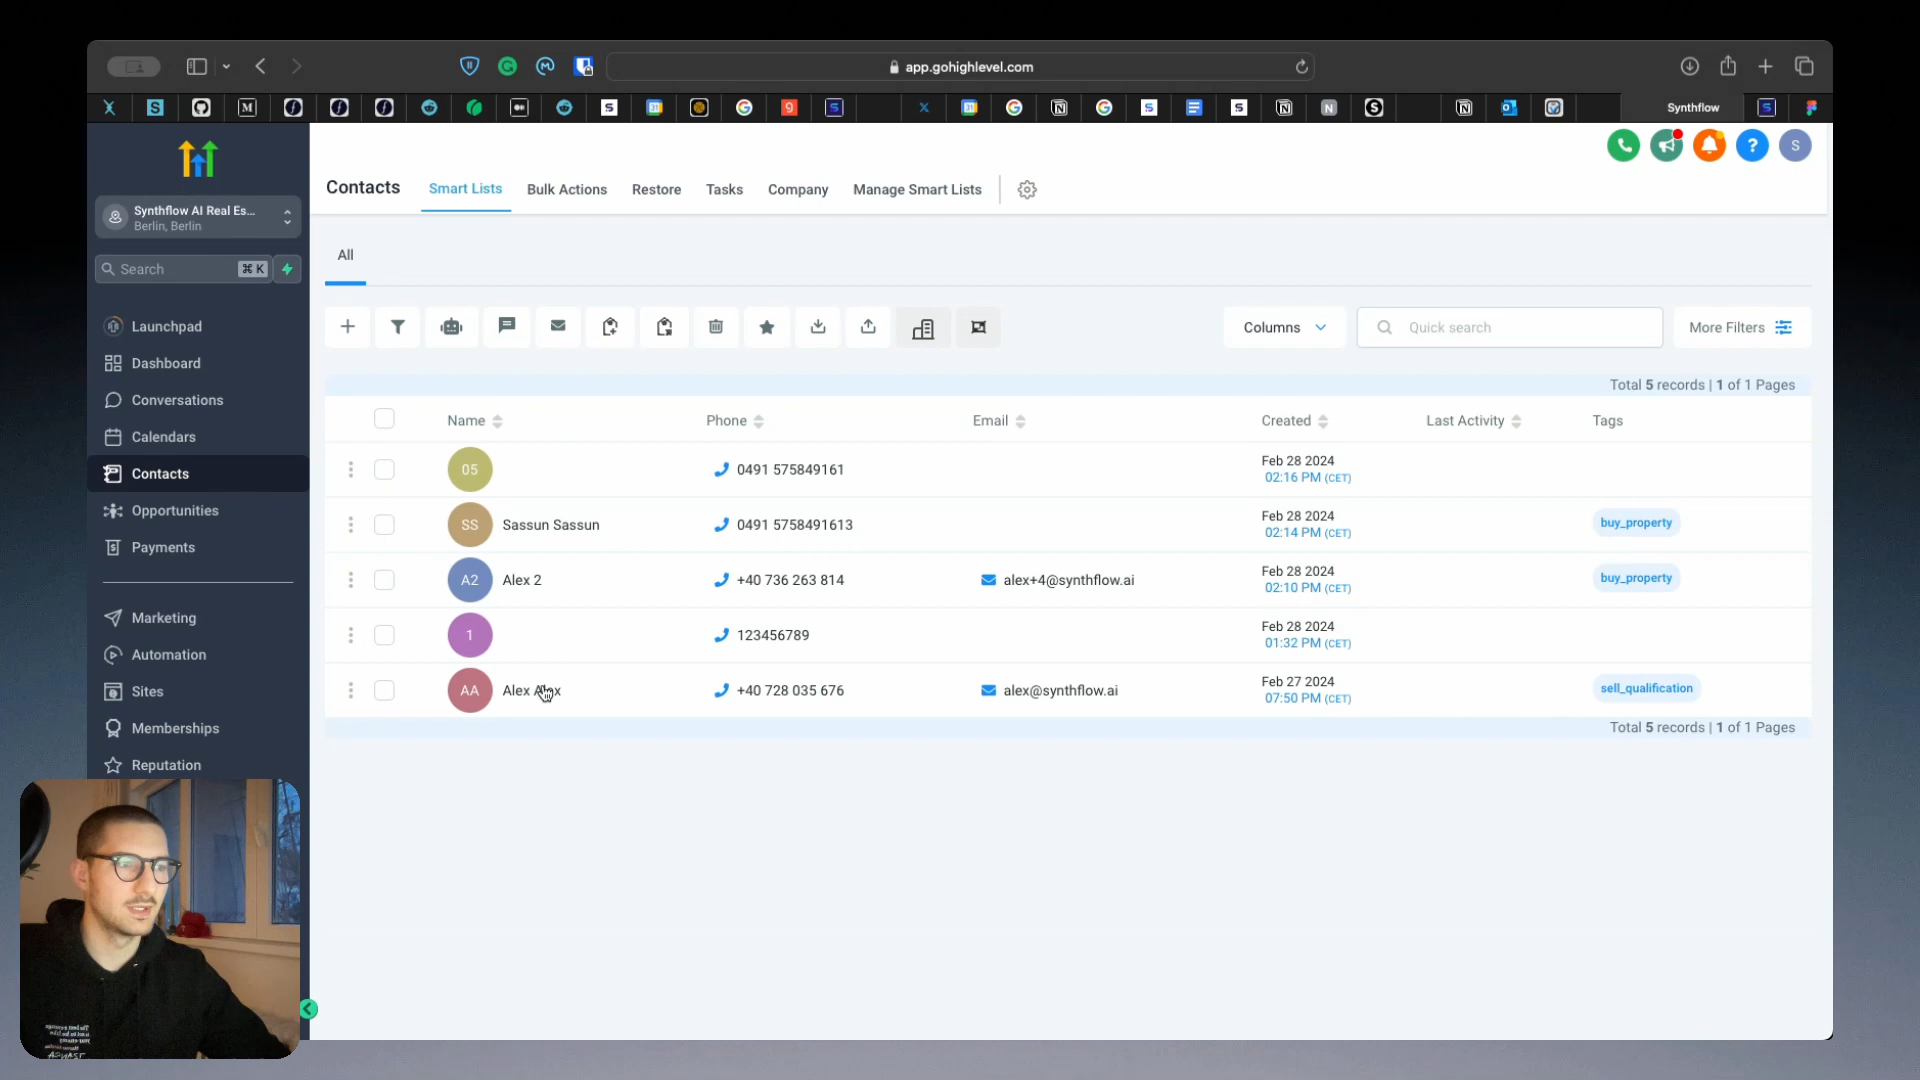 app.gohighlevel.com
Synthflow
S
Synthflow AI Real Es...
Berlin, Berlin
Search ⌘ K
Launchpad
Dashboard
Conversations
Calendars
Contacts
Opportunities
Payments
Marketing
Automation
Sites
Memberships
Reputation
Contacts Smart Lists Bulk Actions Restore Tasks Company Manage Smart Lists
All
Columns Quick search More Filters
Total 5 records | 1 of 1 Pages
Name Phone Email Created Last Activity Tags
05 0491 575849161 Feb 28 2024
02:16 PM (CET)
SS Sassun Sassun 0491 5758491613 Feb 28 2024 buy_property
02:14 PM (CET)
A2 Alex 2 +40 736 263 814 alex+4@synthflow.ai Feb 28 2024 buy_property
02:10 PM (CET)
1 123456789 Feb 28 2024
01:32 PM (CET)
AA Alex Alex +40 728 035 676 alex@synthflow.ai Feb 27 2024 sell_qualification
07:50 PM (CET)
Total 5 records | 1 of 1 Pages